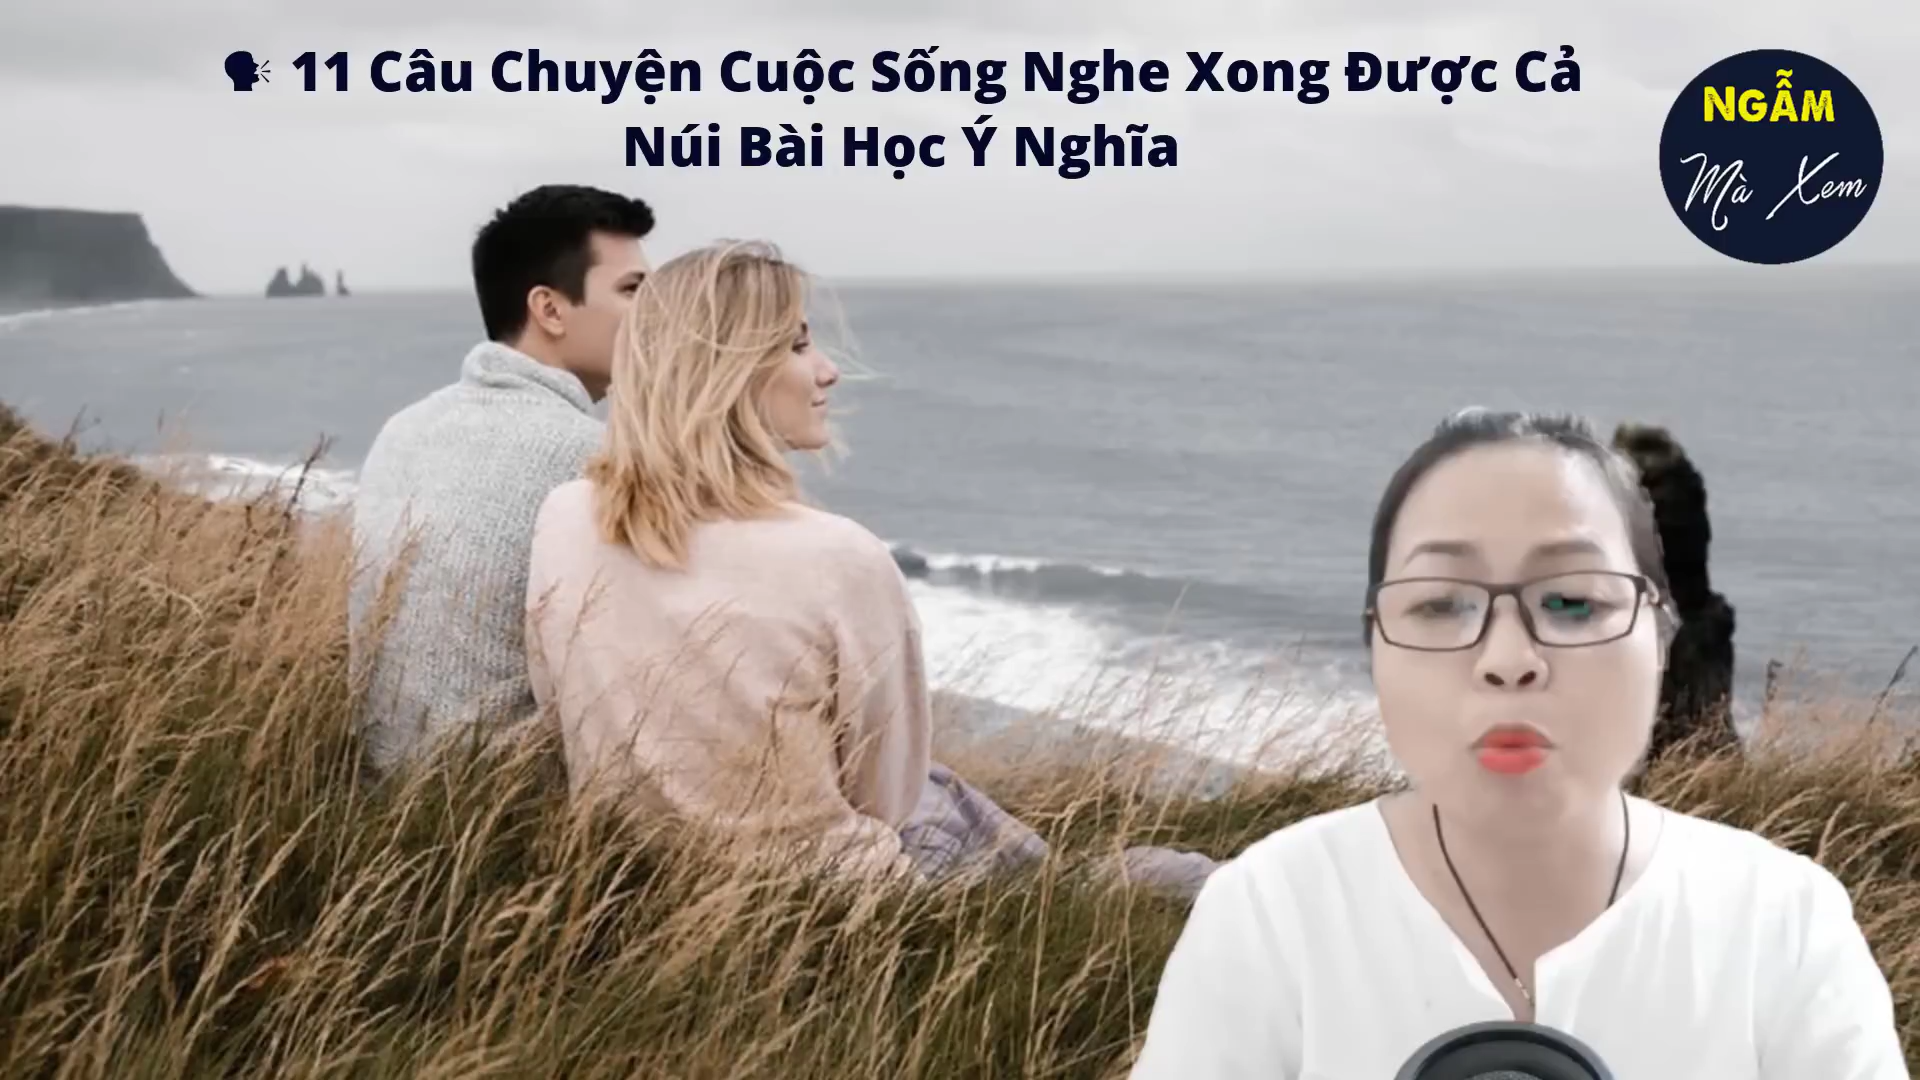 🗣 11 Câu Chuyện Cuộc Sống Nghe Xong Được Cả
Núi Bài Học Ý Nghĩa
NGẪM
Mà Xem